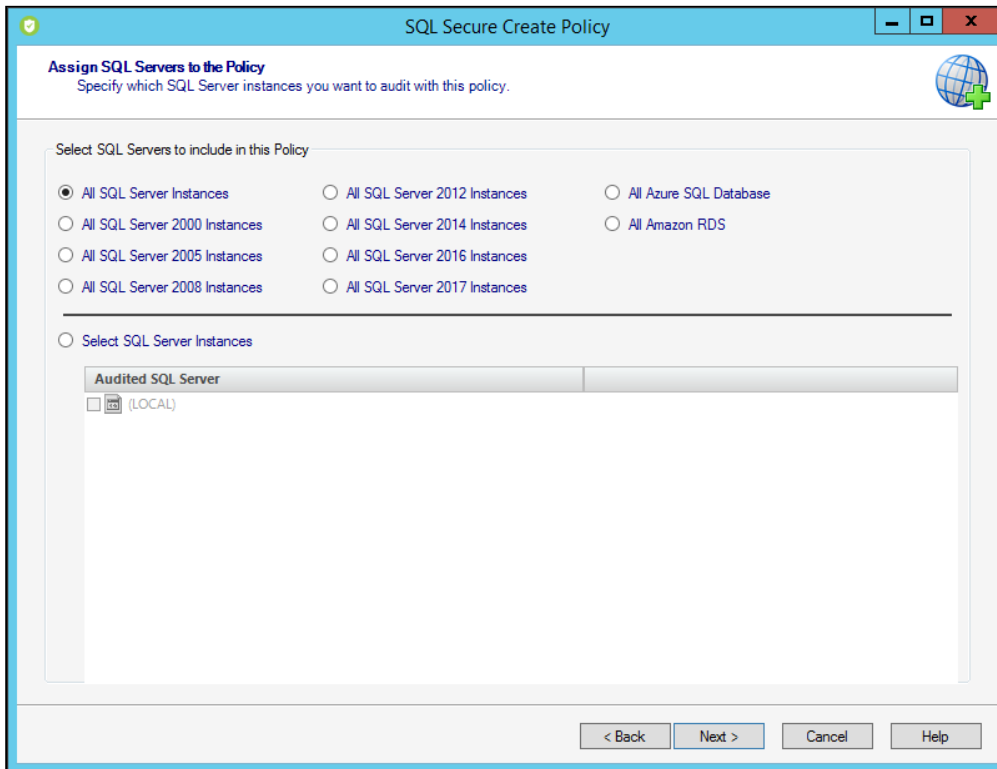 SQL Secure Create Policy
Assign SQL Servers to the Policy
Specify which SQL Server instances you want to audit with this policy.
Select SQL Servers to include in this Policy
All SQL Server Instances
All SQL Server 2012 Instances
All Azure SQL Database
All SQL Server 2000 Instances
All SQL Server 2014 Instances
All Amazon RDS
All SQL Server 2005 Instances
All SQL Server 2016 Instances
All SQL Server 2008 Instances
All SQL Server 2017 Instances
Select SQL Server Instances
Audited SQL Server
(LOCAL)
< Back
Next >
Cancel
Help